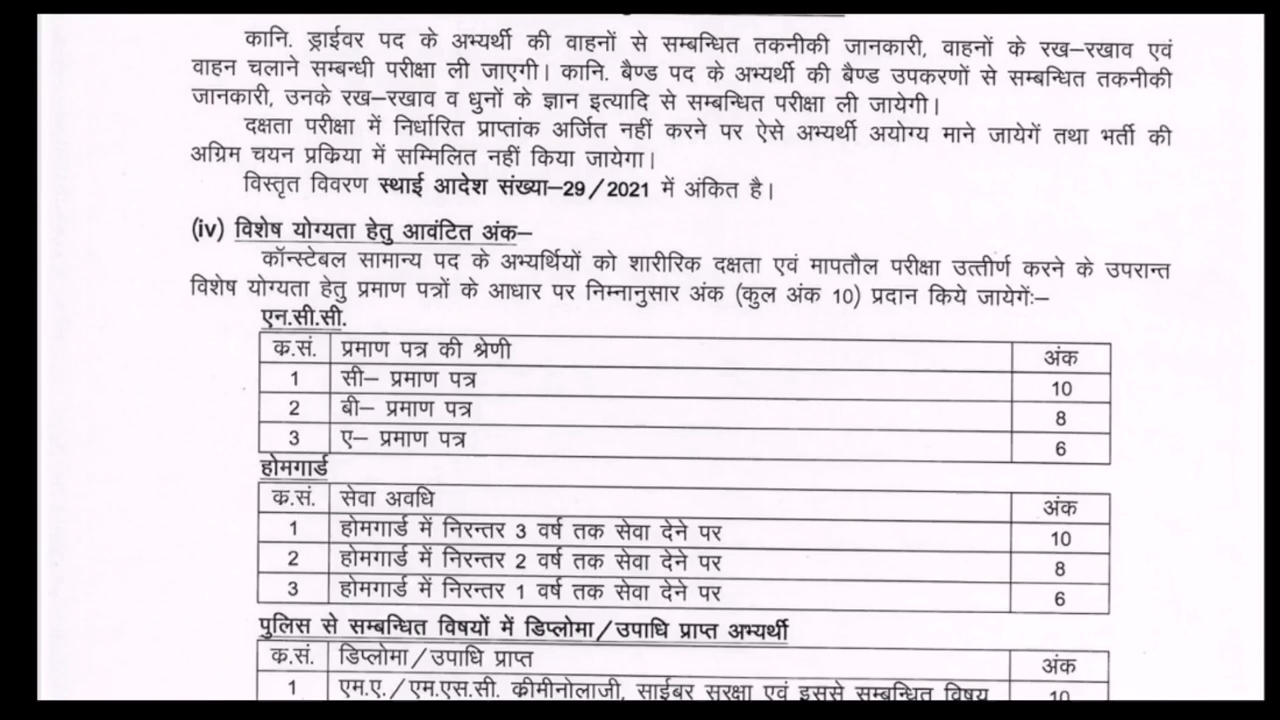 कानि. ड्राईवर पद के अभ्यर्थी की वाहनों से सम्बन्धित तकनीकी जानकारी, वाहनों के रख–रखाव एवं
वाहन चलाने सम्बन्धी परीक्षा ली जाएगी। कानि. बैण्ड पद के अभ्यर्थी की बैण्ड उपकरणों से सम्बन्धित तकनीकी
जानकारी, उनके रख–रखाव व धुनों के ज्ञान इत्यादि से सम्बन्धित परीक्षा ली जायेगी।
दक्षता परीक्षा में निर्धारित प्राप्तांक अर्जित नहीं करने पर ऐसे अभ्यर्थी अयोग्य माने जायेगें तथा भर्ती की
अग्रिम चयन प्रकिया में सम्मिलित नहीं किया जायेगा।
विस्तृत विवरण स्थाई आदेश संख्या–29/2021 में अंकित है।
(iv) विशेष योग्यता हेतु आवंटित अंक–
कॉन्स्टेबल सामान्य पद के अभ्यर्थियों को शारीरिक दक्षता एवं मापतौल परीक्षा उत्तीर्ण करने के उपरान्त
विशेष योग्यता हेतु प्रमाण पत्रों के आधार पर निम्नानुसार अंक (कुल अंक 10) प्रदान किये जायेगेंः–
एन.सी.सी.
क.सं. प्रमाण पत्र की श्रेणी अंक
1 सी– प्रमाण पत्र 10
2 बी– प्रमाण पत्र 8
3 ए– प्रमाण पत्र 6
होमगार्ड
क.सं. सेवा अवधि अंक
1 होमगार्ड में निरन्तर 3 वर्ष तक सेवा देने पर 10
2 होमगार्ड में निरन्तर 2 वर्ष तक सेवा देने पर 8
3 होमगार्ड में निरन्तर 1 वर्ष तक सेवा देने पर 6
पुलिस से सम्बन्धित विषयों में डिप्लोमा/उपाधि प्राप्त अभ्यर्थी
क.सं. डिप्लोमा/उपाधि प्राप्त अंक
1 एम.ए./एम.एस.सी. क्रीमीनोलाजी, साईबर सुरक्षा एवं इससे सम्बन्धित विषय 10